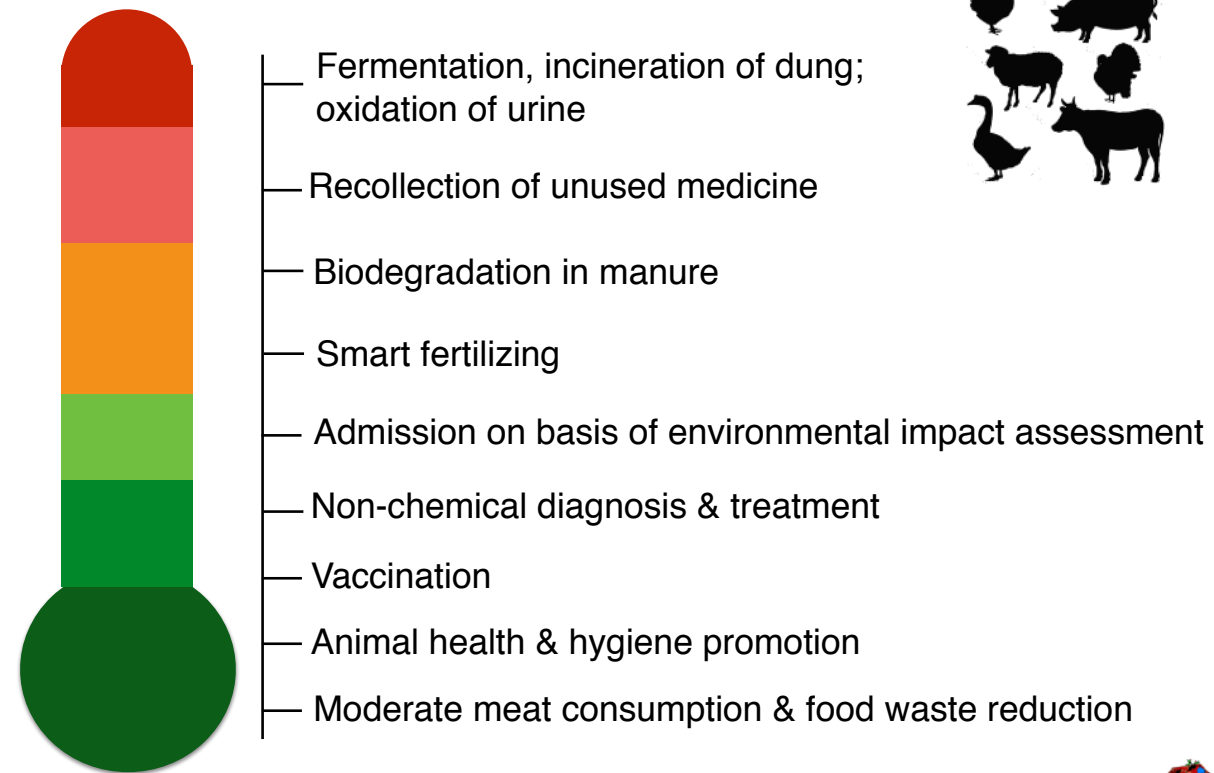 Fermentation, incineration of dung;
oxidation of urine
Recollection of unused medicine
Biodegradation in manure
Smart fertilizing
Admission on basis of environmental impact assessment
Non-chemical diagnosis & treatment
Vaccination
Animal health & hygiene promotion
Moderate meat consumption & food waste reduction